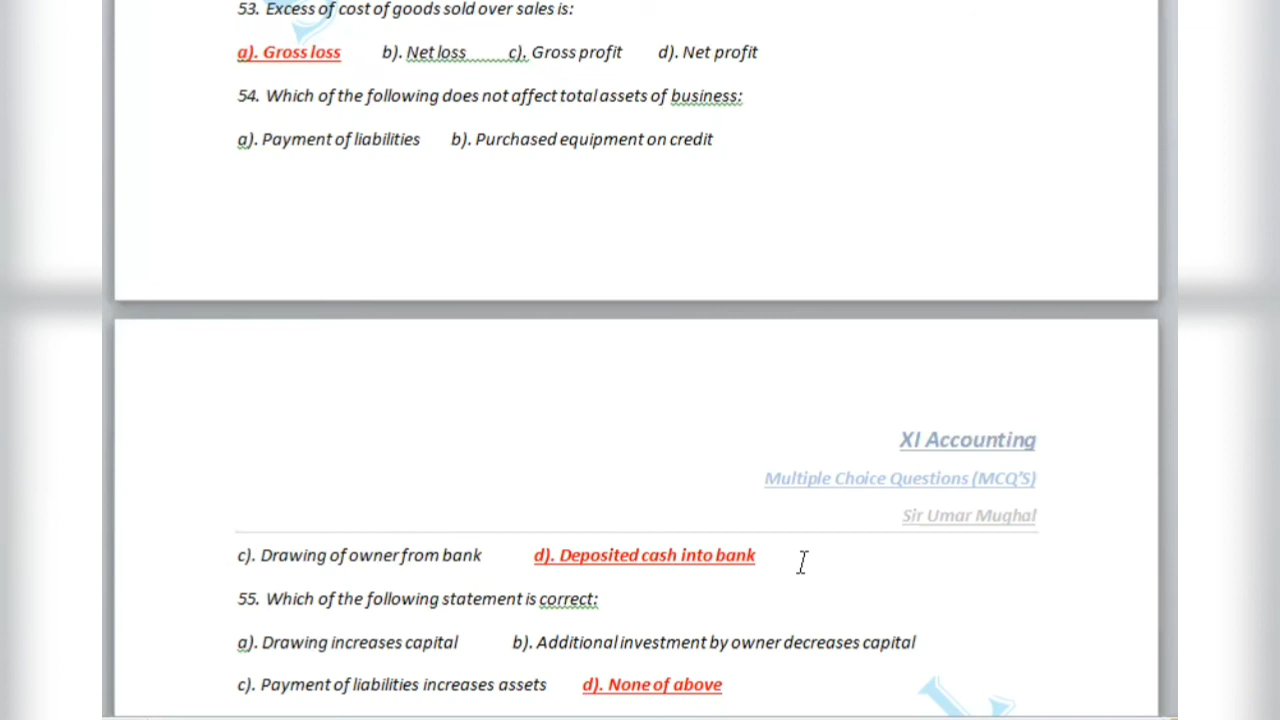 53. Excess of cost of goods sold over sales is:
a). Gross loss b). Net loss c). Gross profit d). Net profit
54. Which of the following does not affect total assets of business:
a). Payment of liabilities b). Purchased equipment on credit
XI Accounting
Multiple Choice Questions (MCQ'S)
Sir Umar Mughal
c). Drawing of owner from bank d). Deposited cash into bank
55. Which of the following statement is correct:
a). Drawing increases capital b). Additional investment by owner decreases capital
c). Payment of liabilities increases assets d). None of above